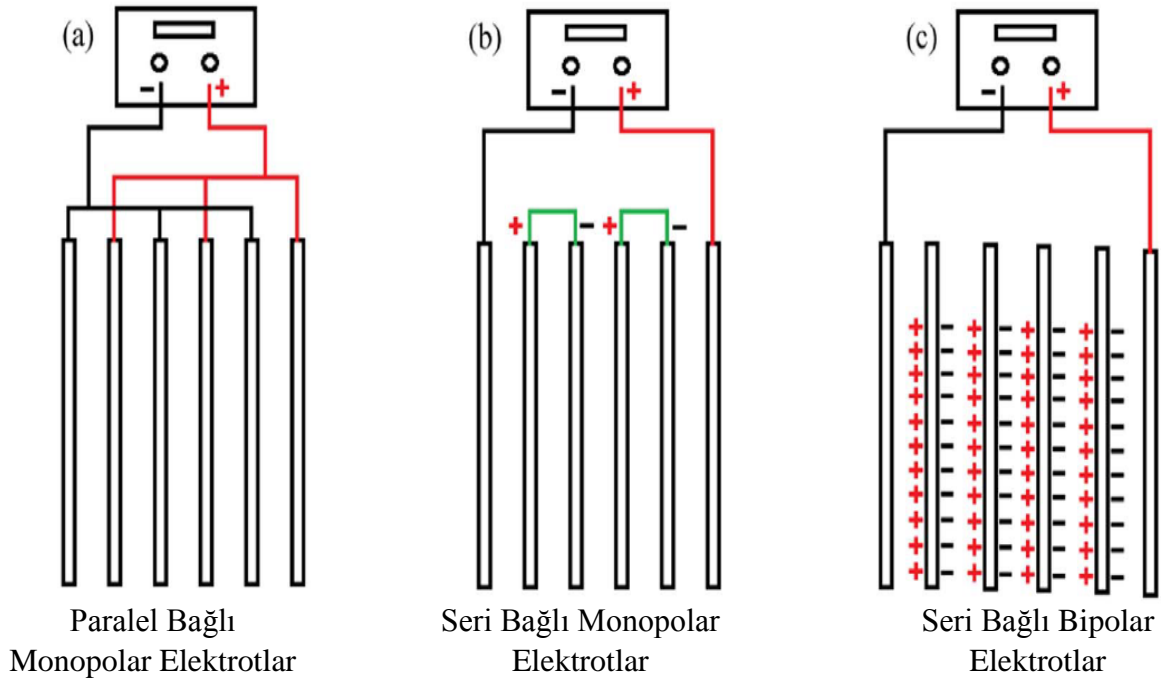 (a)
- +
Paralel Bağlı
Monopolar Elektrotlar
(b)
- +
+ - + -
Seri Bağlı Monopolar
Elektrotlar
(c)
- +
+ - + - + - + -
+ - + - + - + -
+ - + - + - + -
+ - + - + - + -
+ - + - + - + -
+ - + - + - + -
+ - + - + - + -
+ - + - + - + -
+ - + - + - + -
+ - + - + - + -
+ - + - + - + -
Seri Bağlı Bipolar
Elektrotlar